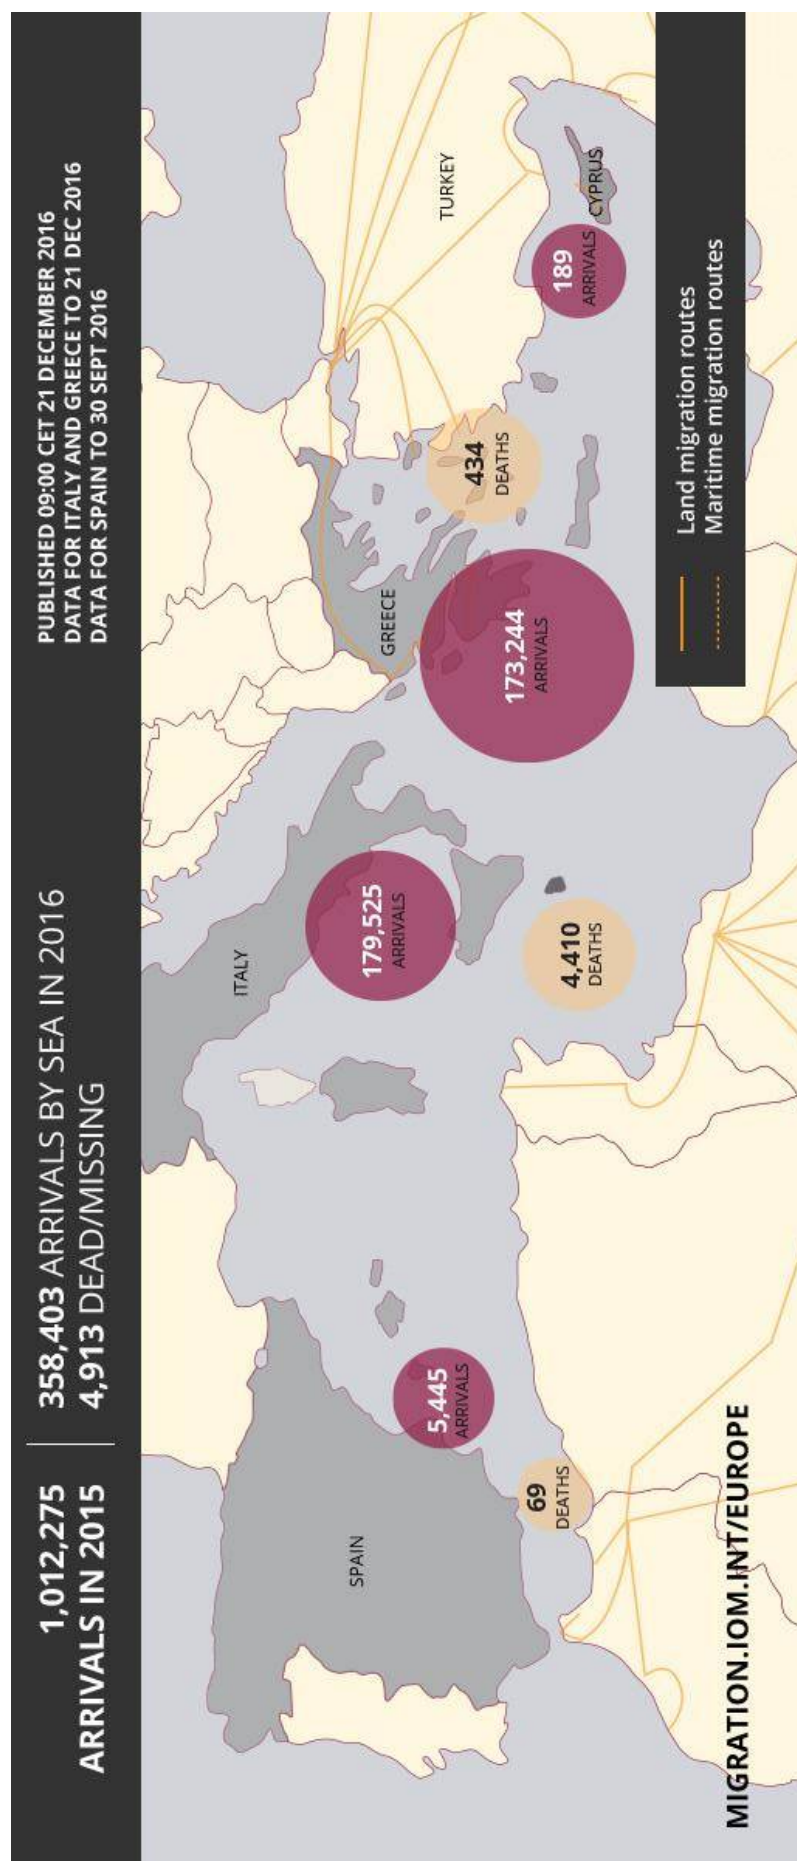 1,012,275
ARRIVALS IN 2015
358,403 ARRIVALS BY SEA IN 2016
4,913 DEAD/MISSING
PUBLISHED 09:00 CET 21 DECEMBER 2016
DATA FOR ITALY AND GREECE TO 21 DEC 2016
DATA FOR SPAIN TO 30 SEPT 2016
ITALY
SPAIN
GREECE
TURKEY
179,525
ARRIVALS
5,445
ARRIVALS
434
DEATHS
173,244
ARRIVALS
69
DEATHS
4,410
DEATHS
189
ARRIVALS
CYPRUS
Land migration routes
Maritime migration routes
MIGRATION.IOM.INT/EUROPE